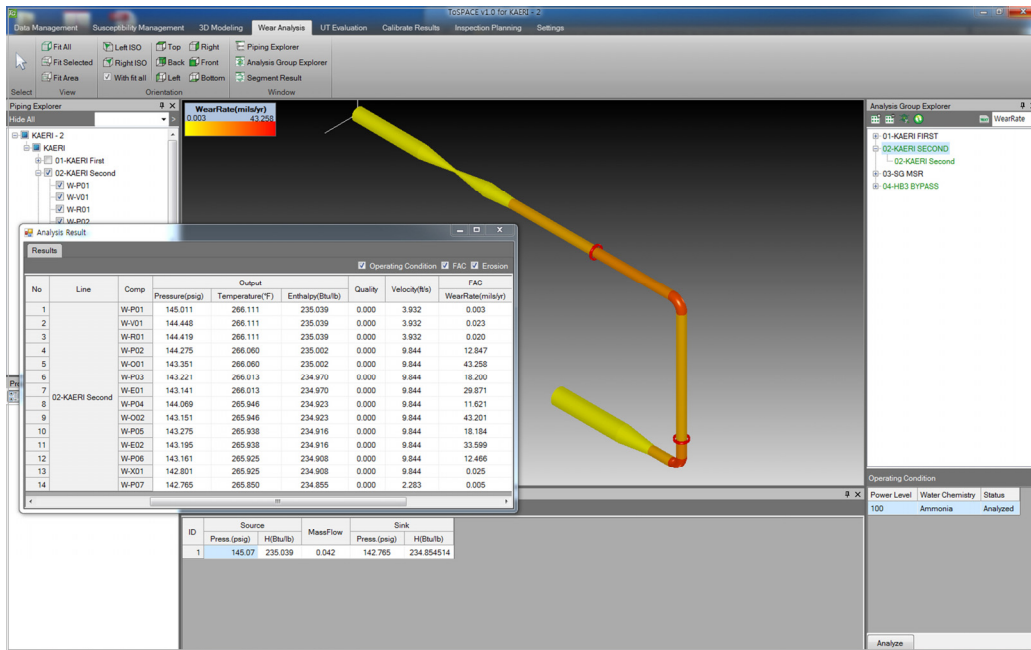 ToSPACE v1.0 for KAERI - 2
Data Management Susceptibility Management 3D Modeling Wear Analysis UT Evaluation Calibrate Results Inspection Planning Settings
Fit All Left ISO Top Right Piping Explorer
Fit Selected Right ISO Back Front Analysis Group Explorer
Fit Area With fit all Left Bottom Segment Result
Select View Orientation Window
Piping Explorer
Hide All
KAERI - 2
KAERI
01-KAERI First
02-KAERI Second
W-P01
W-V01
W-R01
W-P02
WearRate(mils/yr)
0.003 43.258
Analysis Group Explorer
WearRate
01-KAERI FIRST
02-KAERI SECOND
02-KAERI Second
03-SG MSR
04-HB3 BYPASS
Analysis Result
Results
Operating Condition FAC Erosion
No Line Comp Output Quality Velocity(ft/s) FAC
Pressure(psig) Temperature(°F) Enthalpy(Btu/lb) WearRate(mils/yr)
1 W-P01 145.011 266.111 235.039 0.000 3.932 0.003
2 W-V01 144.448 266.111 235.039 0.000 3.932 0.023
3 W-R01 144.419 266.111 235.039 0.000 3.932 0.020
4 W-P02 144.275 266.060 235.002 0.000 9.844 12.847
5 W-O01 143.351 266.060 235.002 0.000 9.844 43.258
6 W-P03 143.221 266.013 234.970 0.000 9.844 18.200
7 W-E01 143.141 266.013 234.970 0.000 9.844 29.871
02-KAERI Second
8 W-P04 144.069 265.946 234.923 0.000 9.844 11.621
9 W-O02 143.151 265.946 234.923 0.000 9.844 43.201
10 W-P05 143.275 265.938 234.916 0.000 9.844 18.184
11 W-E02 143.195 265.938 234.916 0.000 9.844 33.599
12 W-P06 143.161 265.925 234.908 0.000 9.844 12.466
13 W-X01 142.801 265.925 234.908 0.000 9.844 0.025
14 W-P07 142.765 265.850 234.855 0.000 2.283 0.005
ID Source MassFlow Sink
Press.(psig) H(Btu/lb) Press.(psig) H(Btu/lb)
1 145.07 235.039 0.042 142.765 234.854514
Operating Condition
Power Level Water Chemistry Status
100 Ammonia Analyzed
Analyze